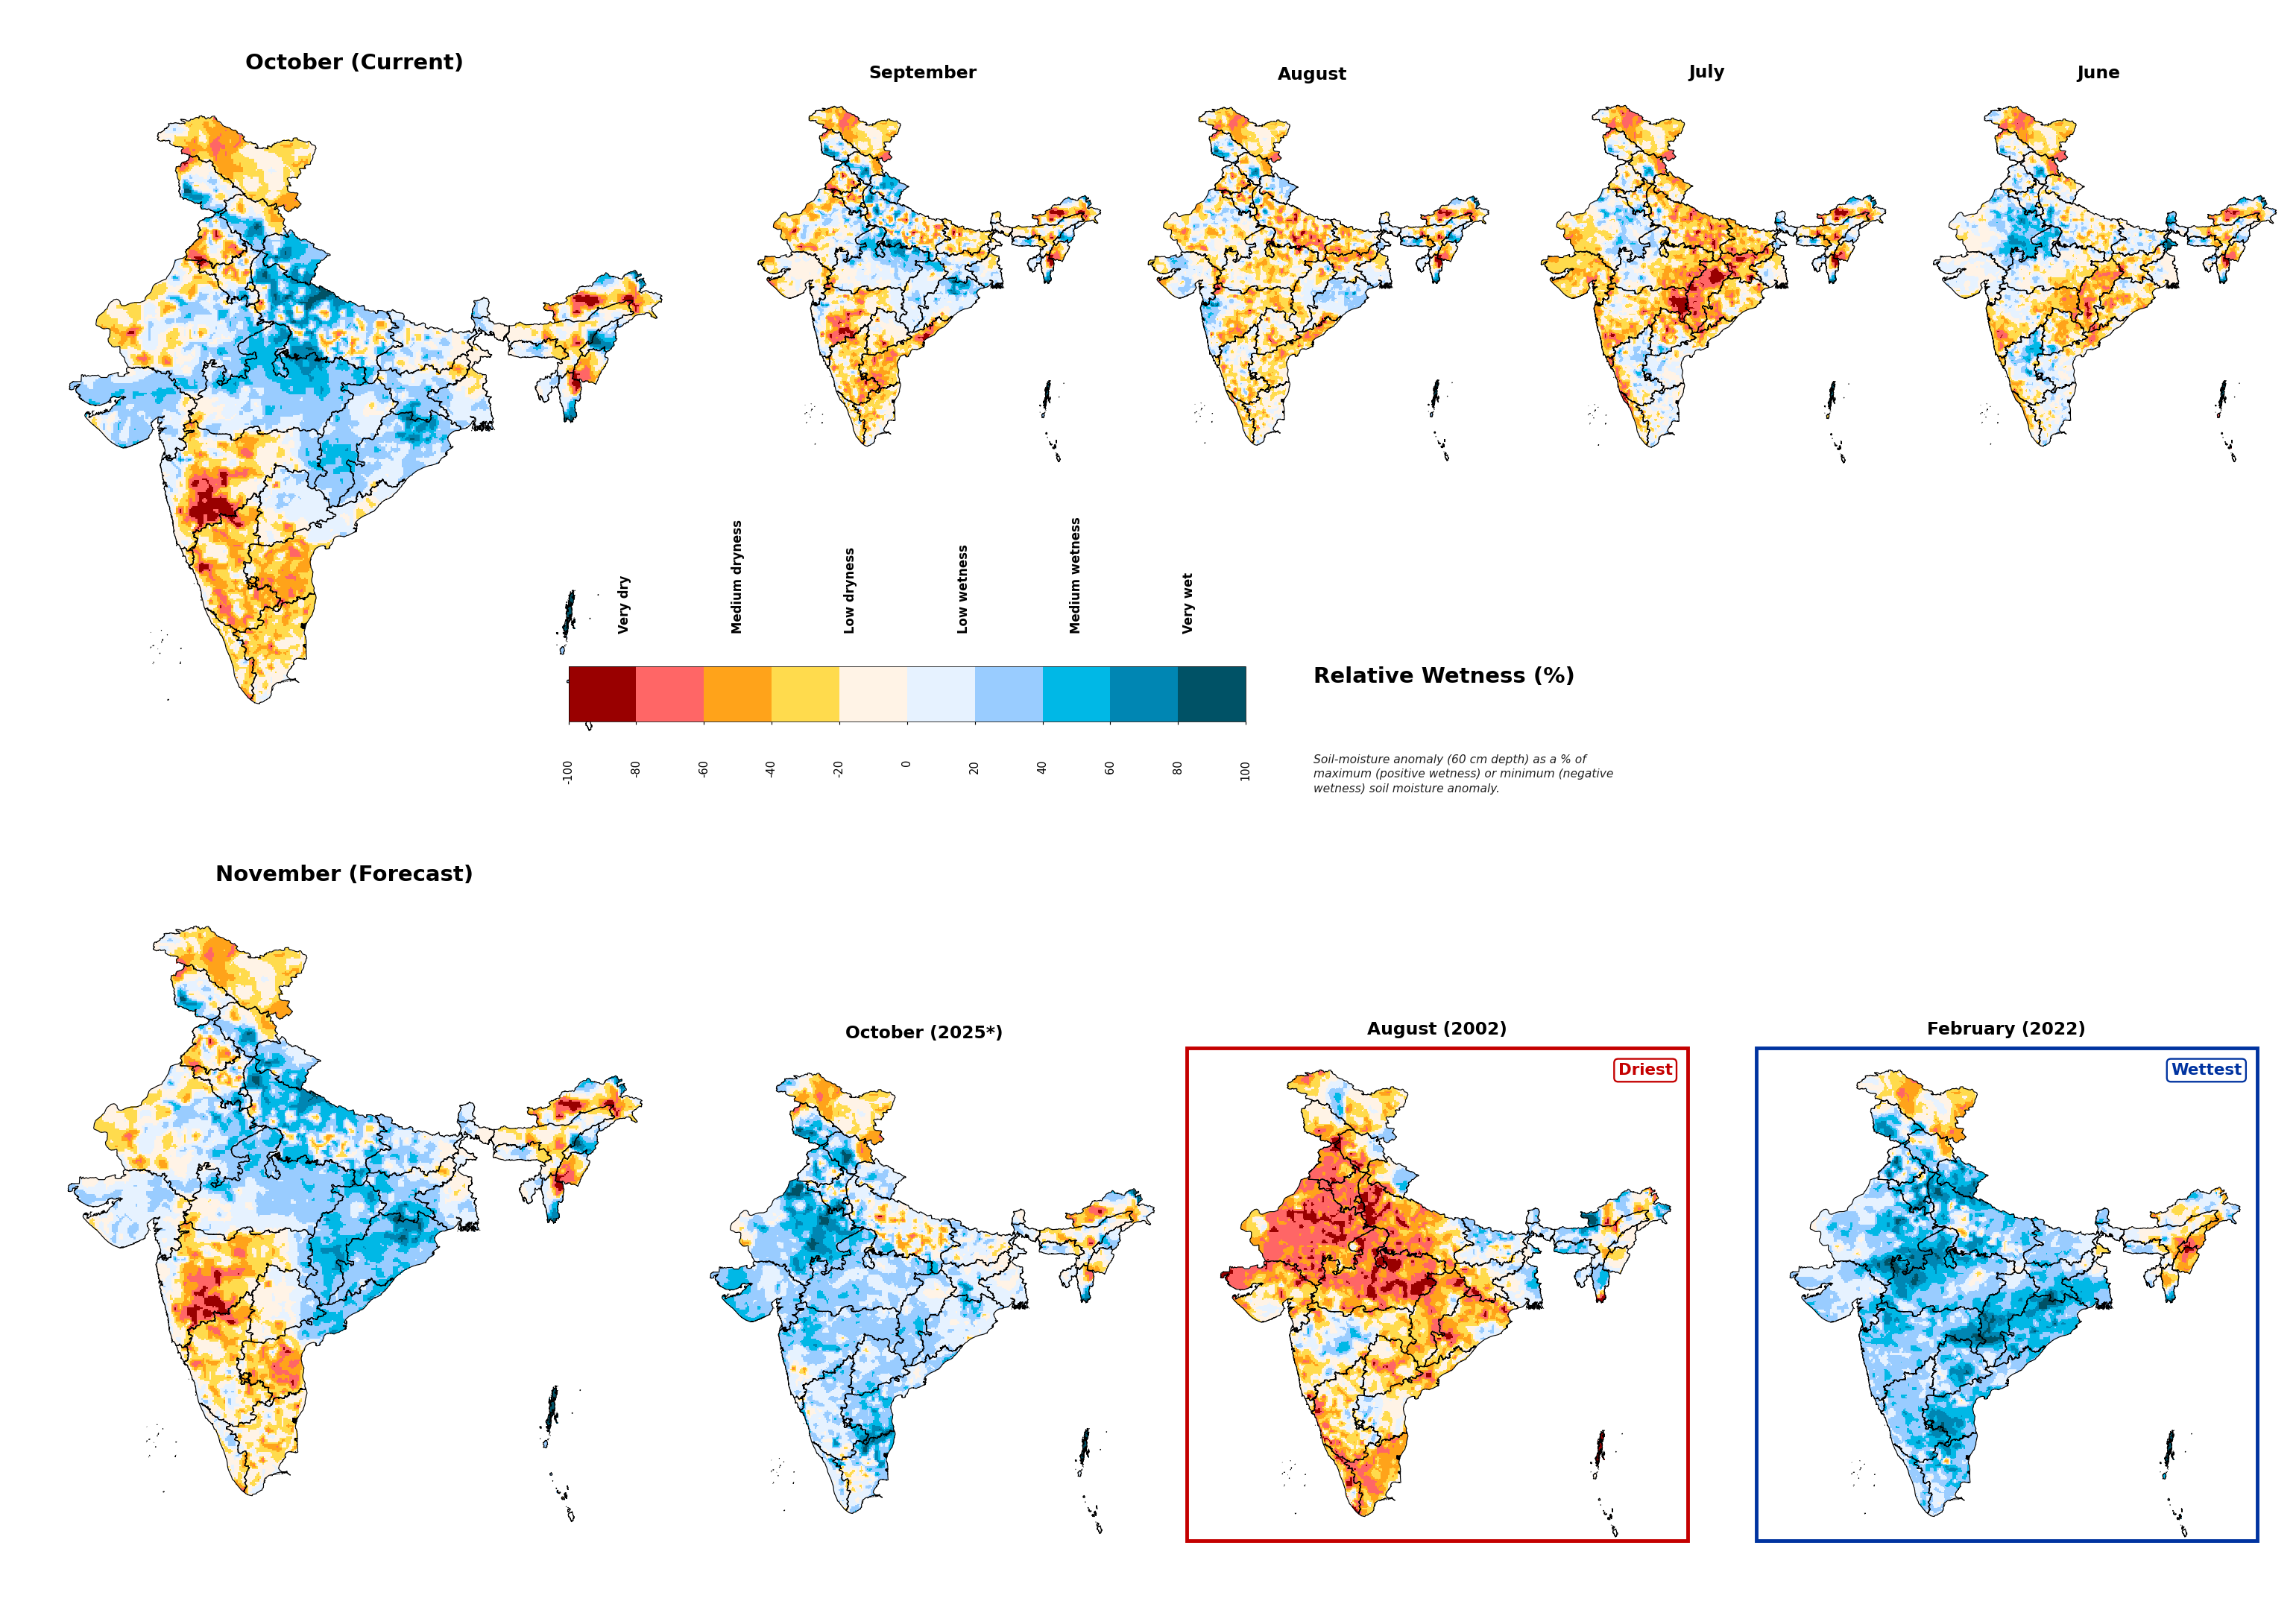 October (Current)
September
August
July
June
Very dry
Medium dryness
Low dryness
Low wetness
Medium wetness
Very wet
Relative Wetness (%)
-100
-80
-60
-40
-20
0
20
40
60
80
100
Soil-moisture anomaly (60 cm depth) as a % of
maximum (positive wetness) or minimum (negative
wetness) soil moisture anomaly.
November (Forecast)
October (2025*)
August (2002)
Driest
February (2022)
Wettest